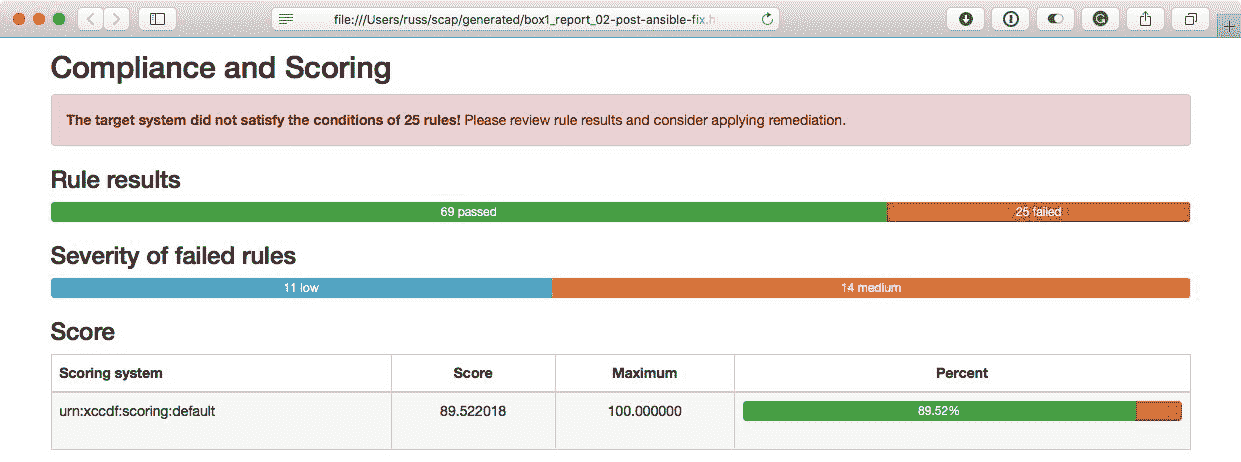 file:///Users/russ/scap/generated/box1_report_02-post-ansible-fix.h
Compliance and Scoring
The target system did not satisfy the conditions of 25 rules! Please review rule results and consider applying remediation.
Rule results
69 passed 25 failed
Severity of failed rules
11 low 14 medium
Score
Scoring system Score Maximum Percent
urn:xccdf:scoring:default 89.522018 100.000000 89.52%